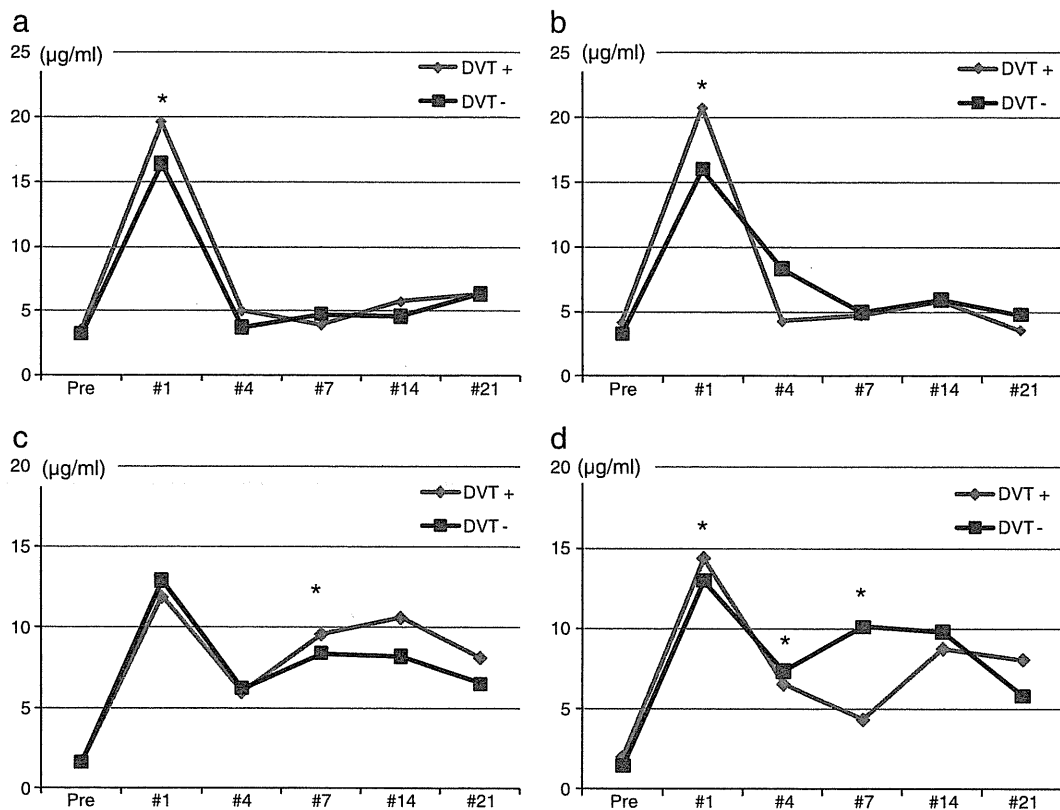 a
25 (µg/ml)
DVT +
DVT -
*
20
15
10
5
0
Pre #1 #4 #7 #14 #21
b
25 (µg/ml)
DVT +
DVT -
*
20
15
10
5
0
Pre #1 #4 #7 #14 #21
c
20 (µg/ml)
DVT +
DVT -
15
*
10
5
0
Pre #1 #4 #7 #14 #21
d
20 (µg/ml)
DVT +
DVT -
*
15
*
10
*
5
0
Pre #1 #4 #7 #14 #21